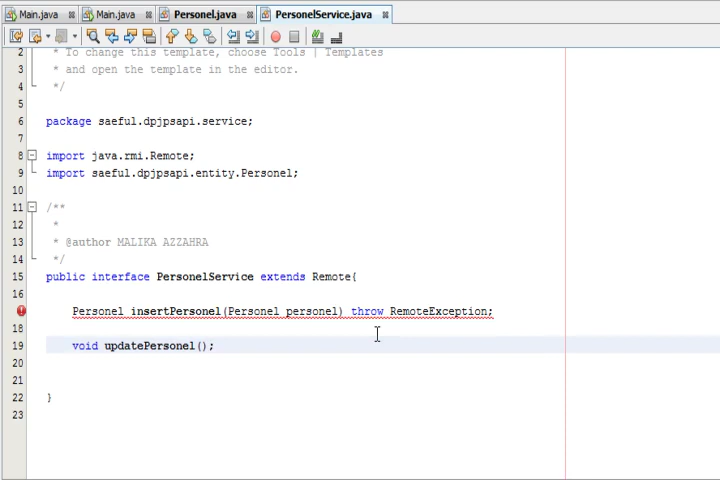 Main.java Main.java Personel.java PersonelService.java
2 * To change this template, choose Tools | Templates
3 * and open the template in the editor.
4 */
5
6 package saeful.dpjpsapi.service;
7
8 import java.rmi.Remote;
9 import saeful.dpjpsapi.entity.Personel;
10
11 /**
12 *
13 * @author MALIKA AZZAHRA
14 */
15 public interface PersonelService extends Remote{
16
Personel insertPersonel(Personel personel) throw RemoteException;
18
19 void updatePersonel();
20
21
22 }
23